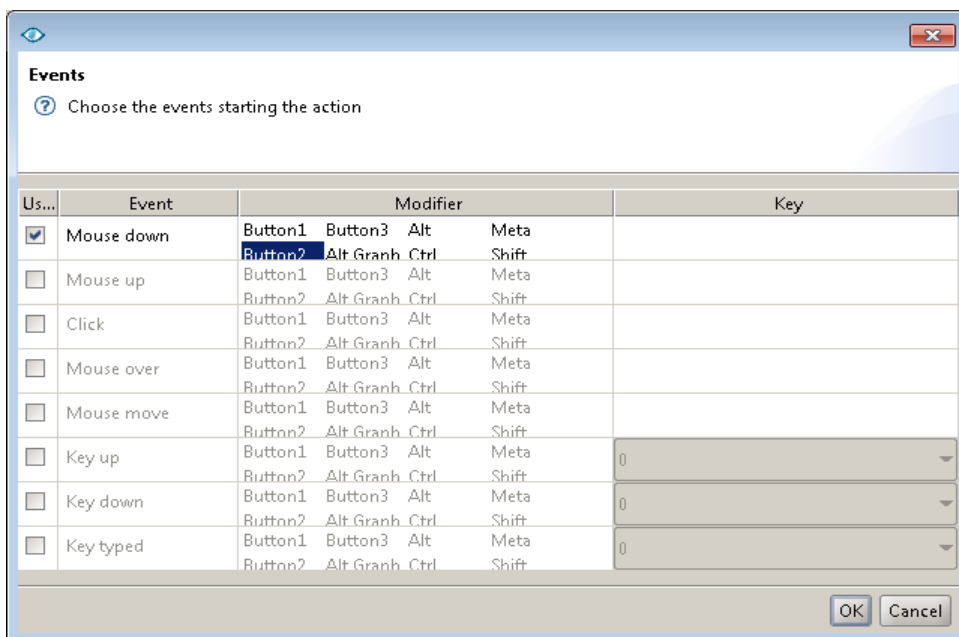 Events
Choose the events starting the action
Us... Event Modifier Key
Mouse down Button1 Button3 Alt Meta
Button2 Alt Graph Ctrl Shift
Mouse up Button1 Button3 Alt Meta
Button2 Alt Graph Ctrl Shift
Click Button1 Button3 Alt Meta
Button2 Alt Graph Ctrl Shift
Mouse over Button1 Button3 Alt Meta
Button2 Alt Graph Ctrl Shift
Mouse move Button1 Button3 Alt Meta
Button2 Alt Graph Ctrl Shift
Key up Button1 Button3 Alt Meta 0
Button2 Alt Graph Ctrl Shift
Key down Button1 Button3 Alt Meta 0
Button2 Alt Graph Ctrl Shift
Key typed Button1 Button3 Alt Meta 0
Button2 Alt Graph Ctrl Shift
OK Cancel